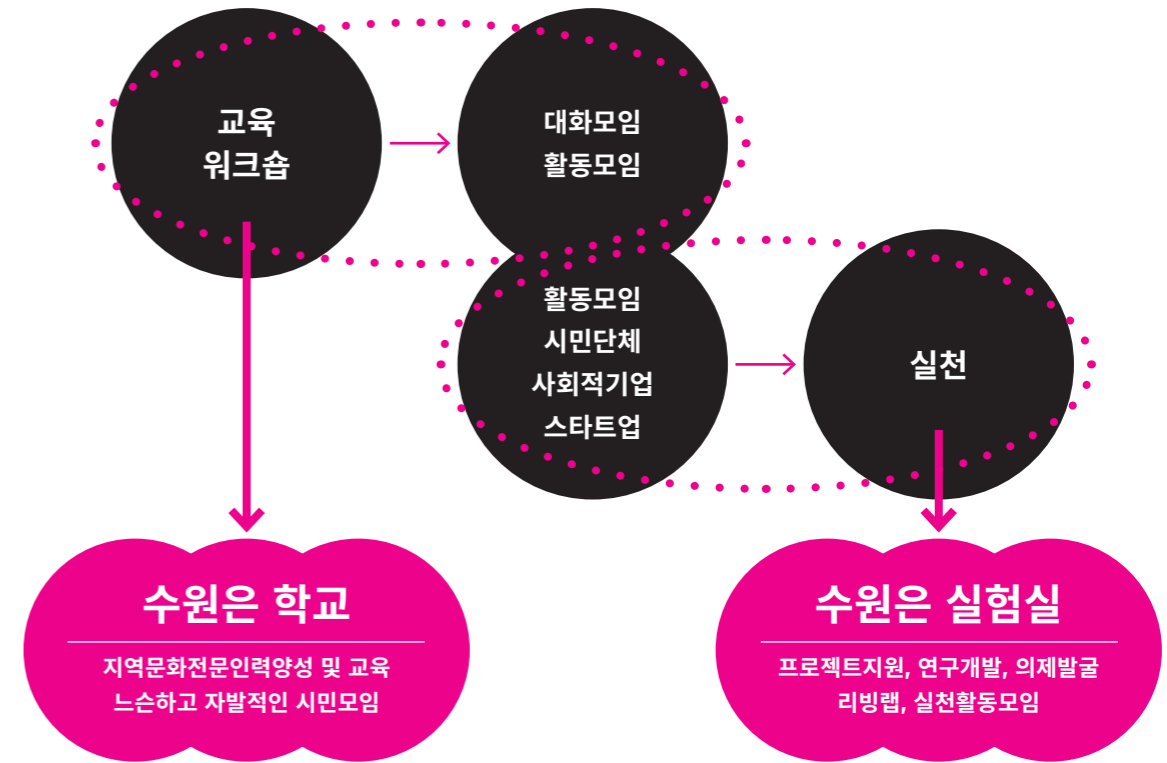 교육
워크숍
대화모임
활동모임
활동모임
시민단체
사회적기업
스타트업
실천
수원은 학교
지역문화전문인력양성 및 교육
느슨하고 자발적인 시민모임
수원은 실험실
프로젝트지원, 연구개발, 의제발굴
리빙랩, 실천활동모임